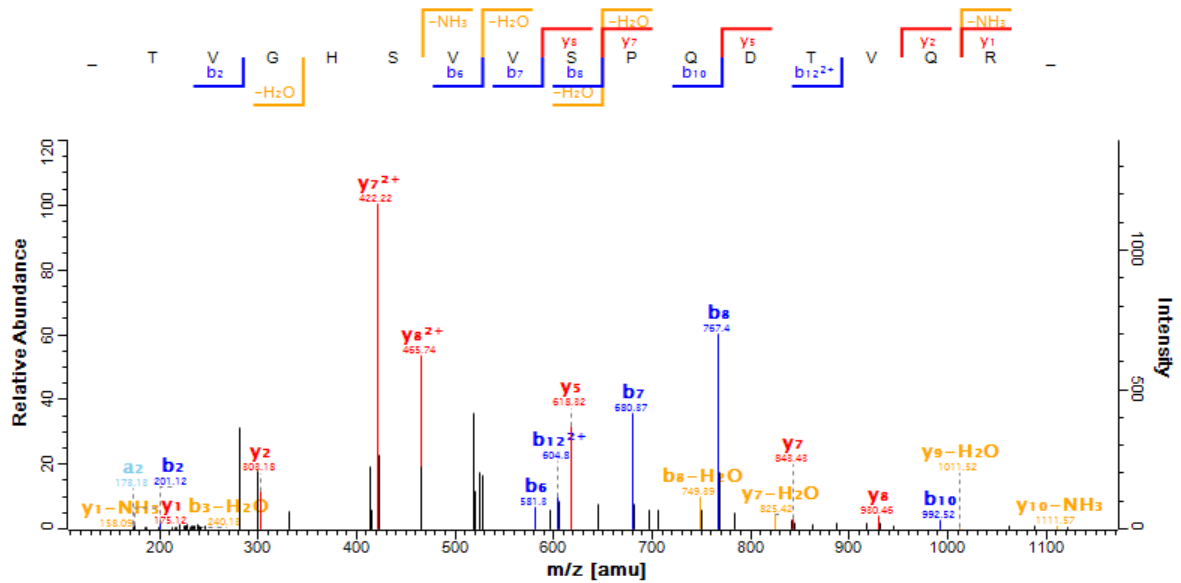 −NH₃ −H₂O −H₂O −NH₃
y₈ y₇ y₅ y₂ y₁
_ T V G H S V V S P Q D T V Q R _
b₂ b₆ b₇ b₈ b₁₀ b₁₂²⁺
−H₂O −H₂O
120
100
80
60
40
20
0
Relative Abundance
1000
500
0
Intensity
y₇²⁺
422.22
y₈²⁺
465.74
b₈
767.4
y₅
618.32
b₇
680.37
b₁₂²⁺
604.8
y₂
303.18
a₂
173.13
b₂
201.12
y₁−NH₃
158.09
y₁
175.12
b₃−H₂O
240.13
b₆
581.3
b₈−H₂O
749.39
y₇−H₂O
825.42
y₇
843.43
y₉−H₂O
1011.52
y₈
930.46
b₁₀
992.52
y₁₀−NH₃
1111.57
200 300 400 500 600 700 800 900 1000 1100
m/z [amu]